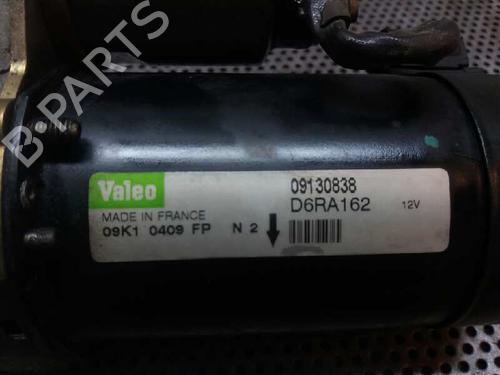 B-PARTS
Valeo
09130838
D6RA162 12V
MADE IN FRANCE
09K1 0409 FP N 2